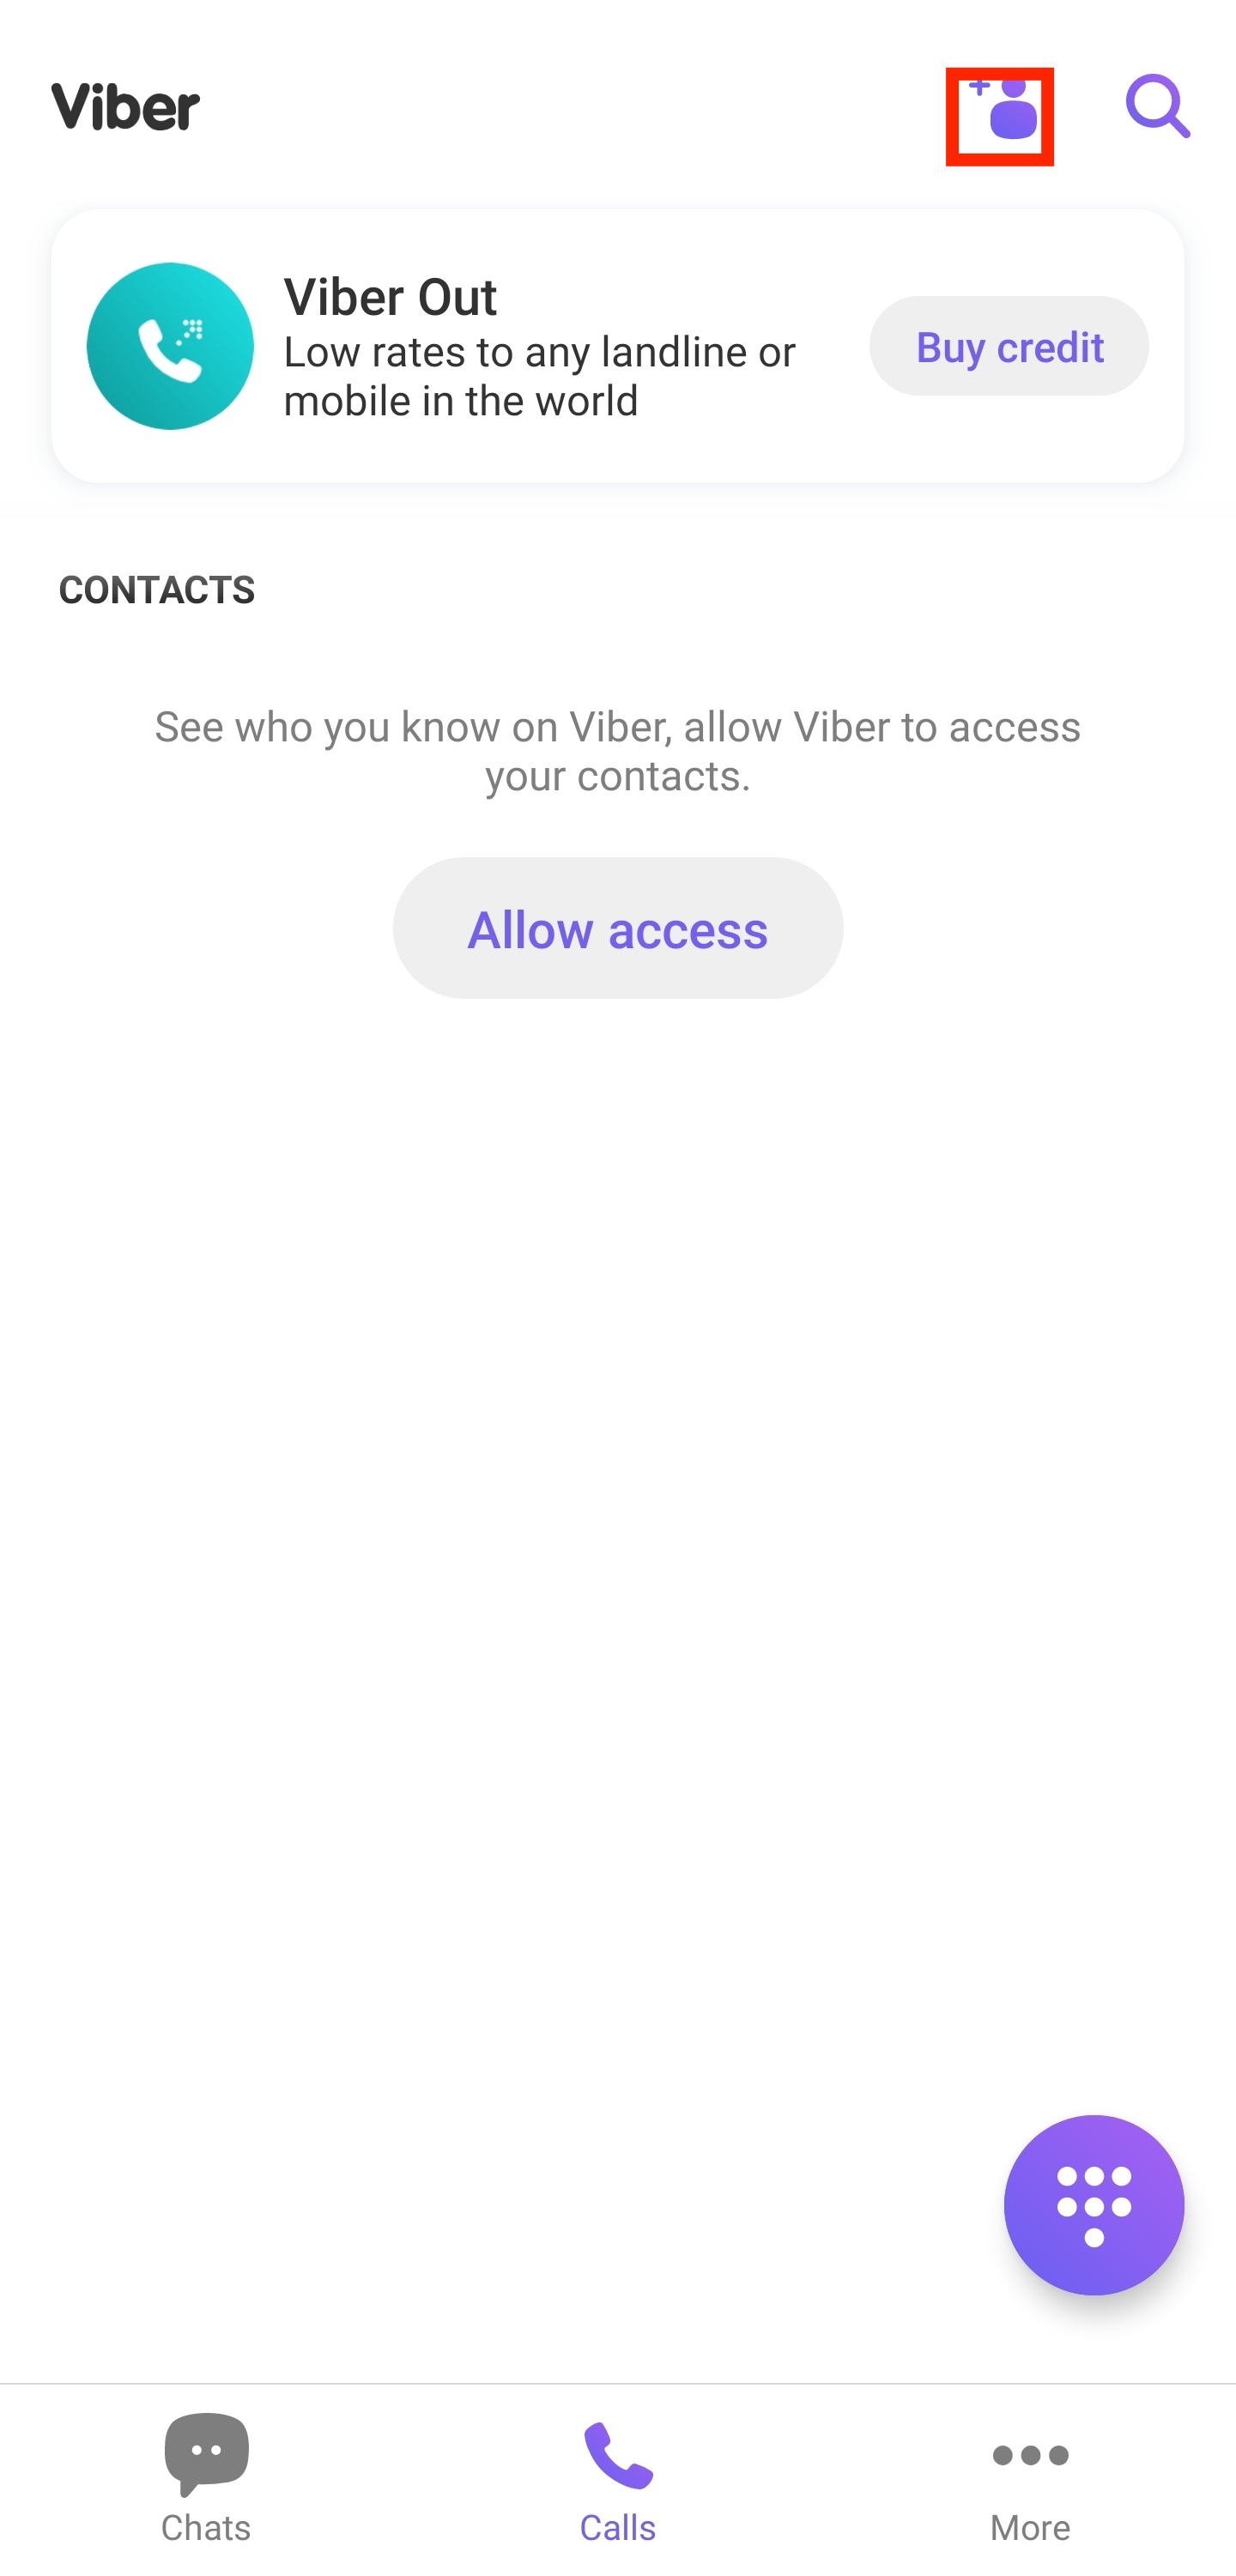 Viber
Viber Out
Low rates to any landline or
mobile in the world
Buy credit
CONTACTS
See who you know on Viber, allow Viber to access
your contacts.
Allow access
Chats
Calls
More